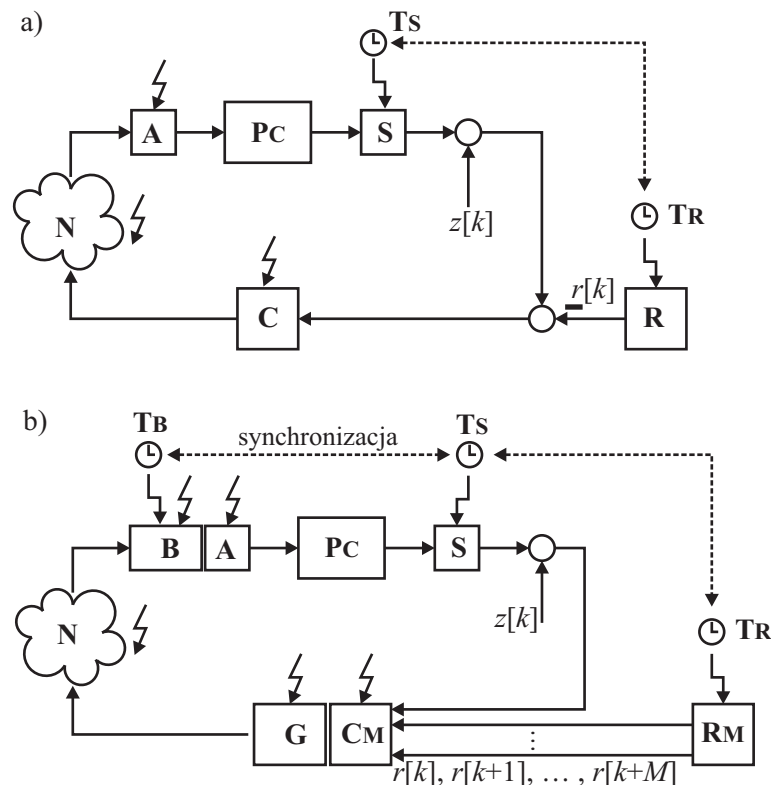 a)
TS
A
PC
S
z[k]
TR
N
r[k]
C
R
b)
TB
synchronizacja
TS
B
A
PC
S
z[k]
TR
N
G
CM
RM
⋮
r[k], r[k+1], … , r[k+M]